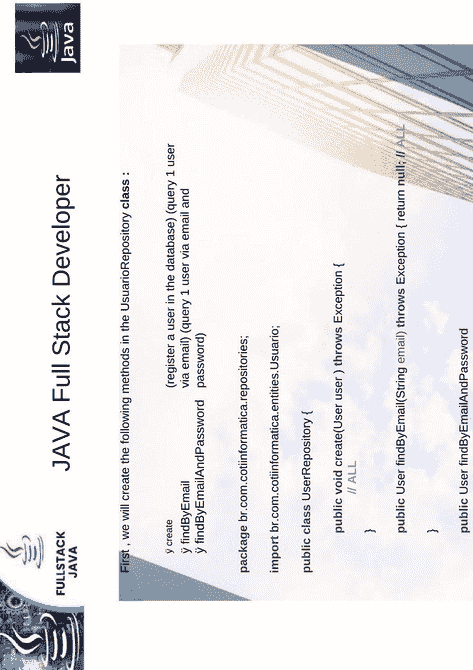 Java
JAVA Full Stack Developer
FULLSTACK
JAVA
First , we will create the following methods in the UsuarioRepository class :
ÿ create (register a user in the database) (query 1 user
ÿ findByEmail via email) (query 1 user via email and
ÿ findByEmailAndPassword password)
package br.com.cotiinformatica.repositories;
import br.com.cotiinformatica.entities.Usuario;
public class UserRepository {
public void create(User user ) throws Exception {
// ALL
}
public User findByEmail(String email) throws Exception { return null; // ALL
}
public User findByEmailAndPassword